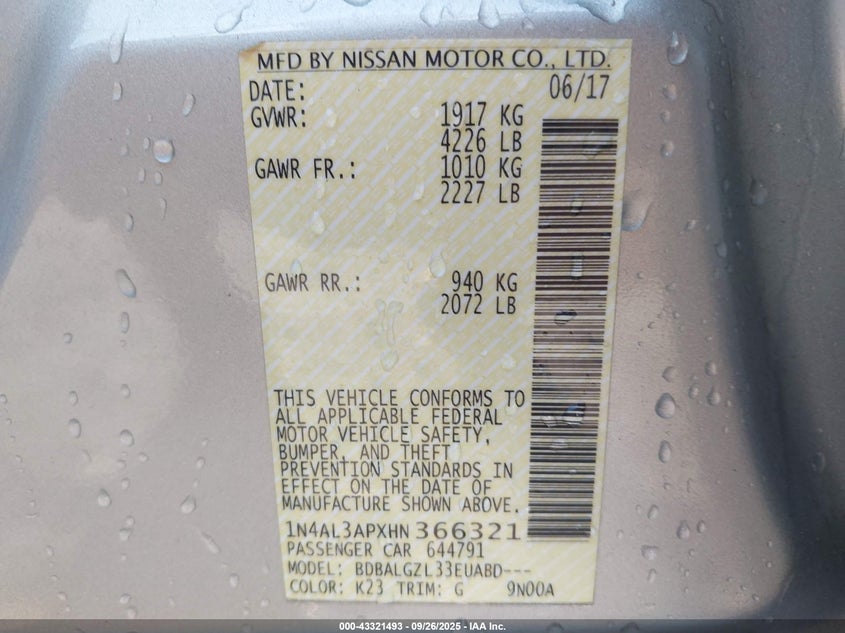 MFD BY NISSAN MOTOR CO., LTD.
DATE: 06/17
GVWR: 1917 KG
4226 LB
GAWR FR.: 1010 KG
2227 LB
GAWR RR.: 940 KG
2072 LB
THIS VEHICLE CONFORMS TO
ALL APPLICABLE FEDERAL
MOTOR VEHICLE SAFETY,
BUMPER, AND THEFT
PREVENTION STANDARDS IN
EFFECT ON THE DATE OF
MANUFACTURE SHOWN ABOVE.
1N4AL3APXHN366321
PASSENGER CAR 644791
MODEL: BDBALGZL33EUABD---
COLOR: K23 TRIM: G 9N00A
000-43321493 - 09/26/2025 - IAA Inc.